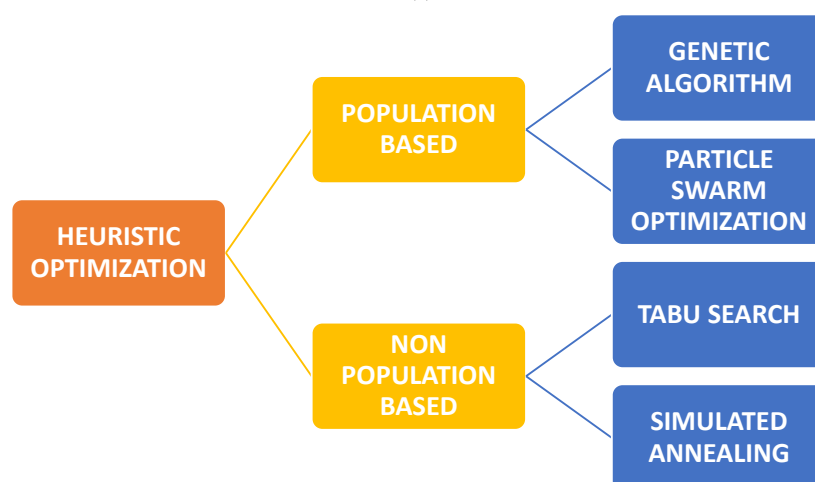 HEURISTIC
OPTIMIZATION
POPULATION
BASED
GENETIC
ALGORITHM
PARTICLE
SWARM
OPTIMIZATION
NON
POPULATION
BASED
TABU SEARCH
SIMULATED
ANNEALING